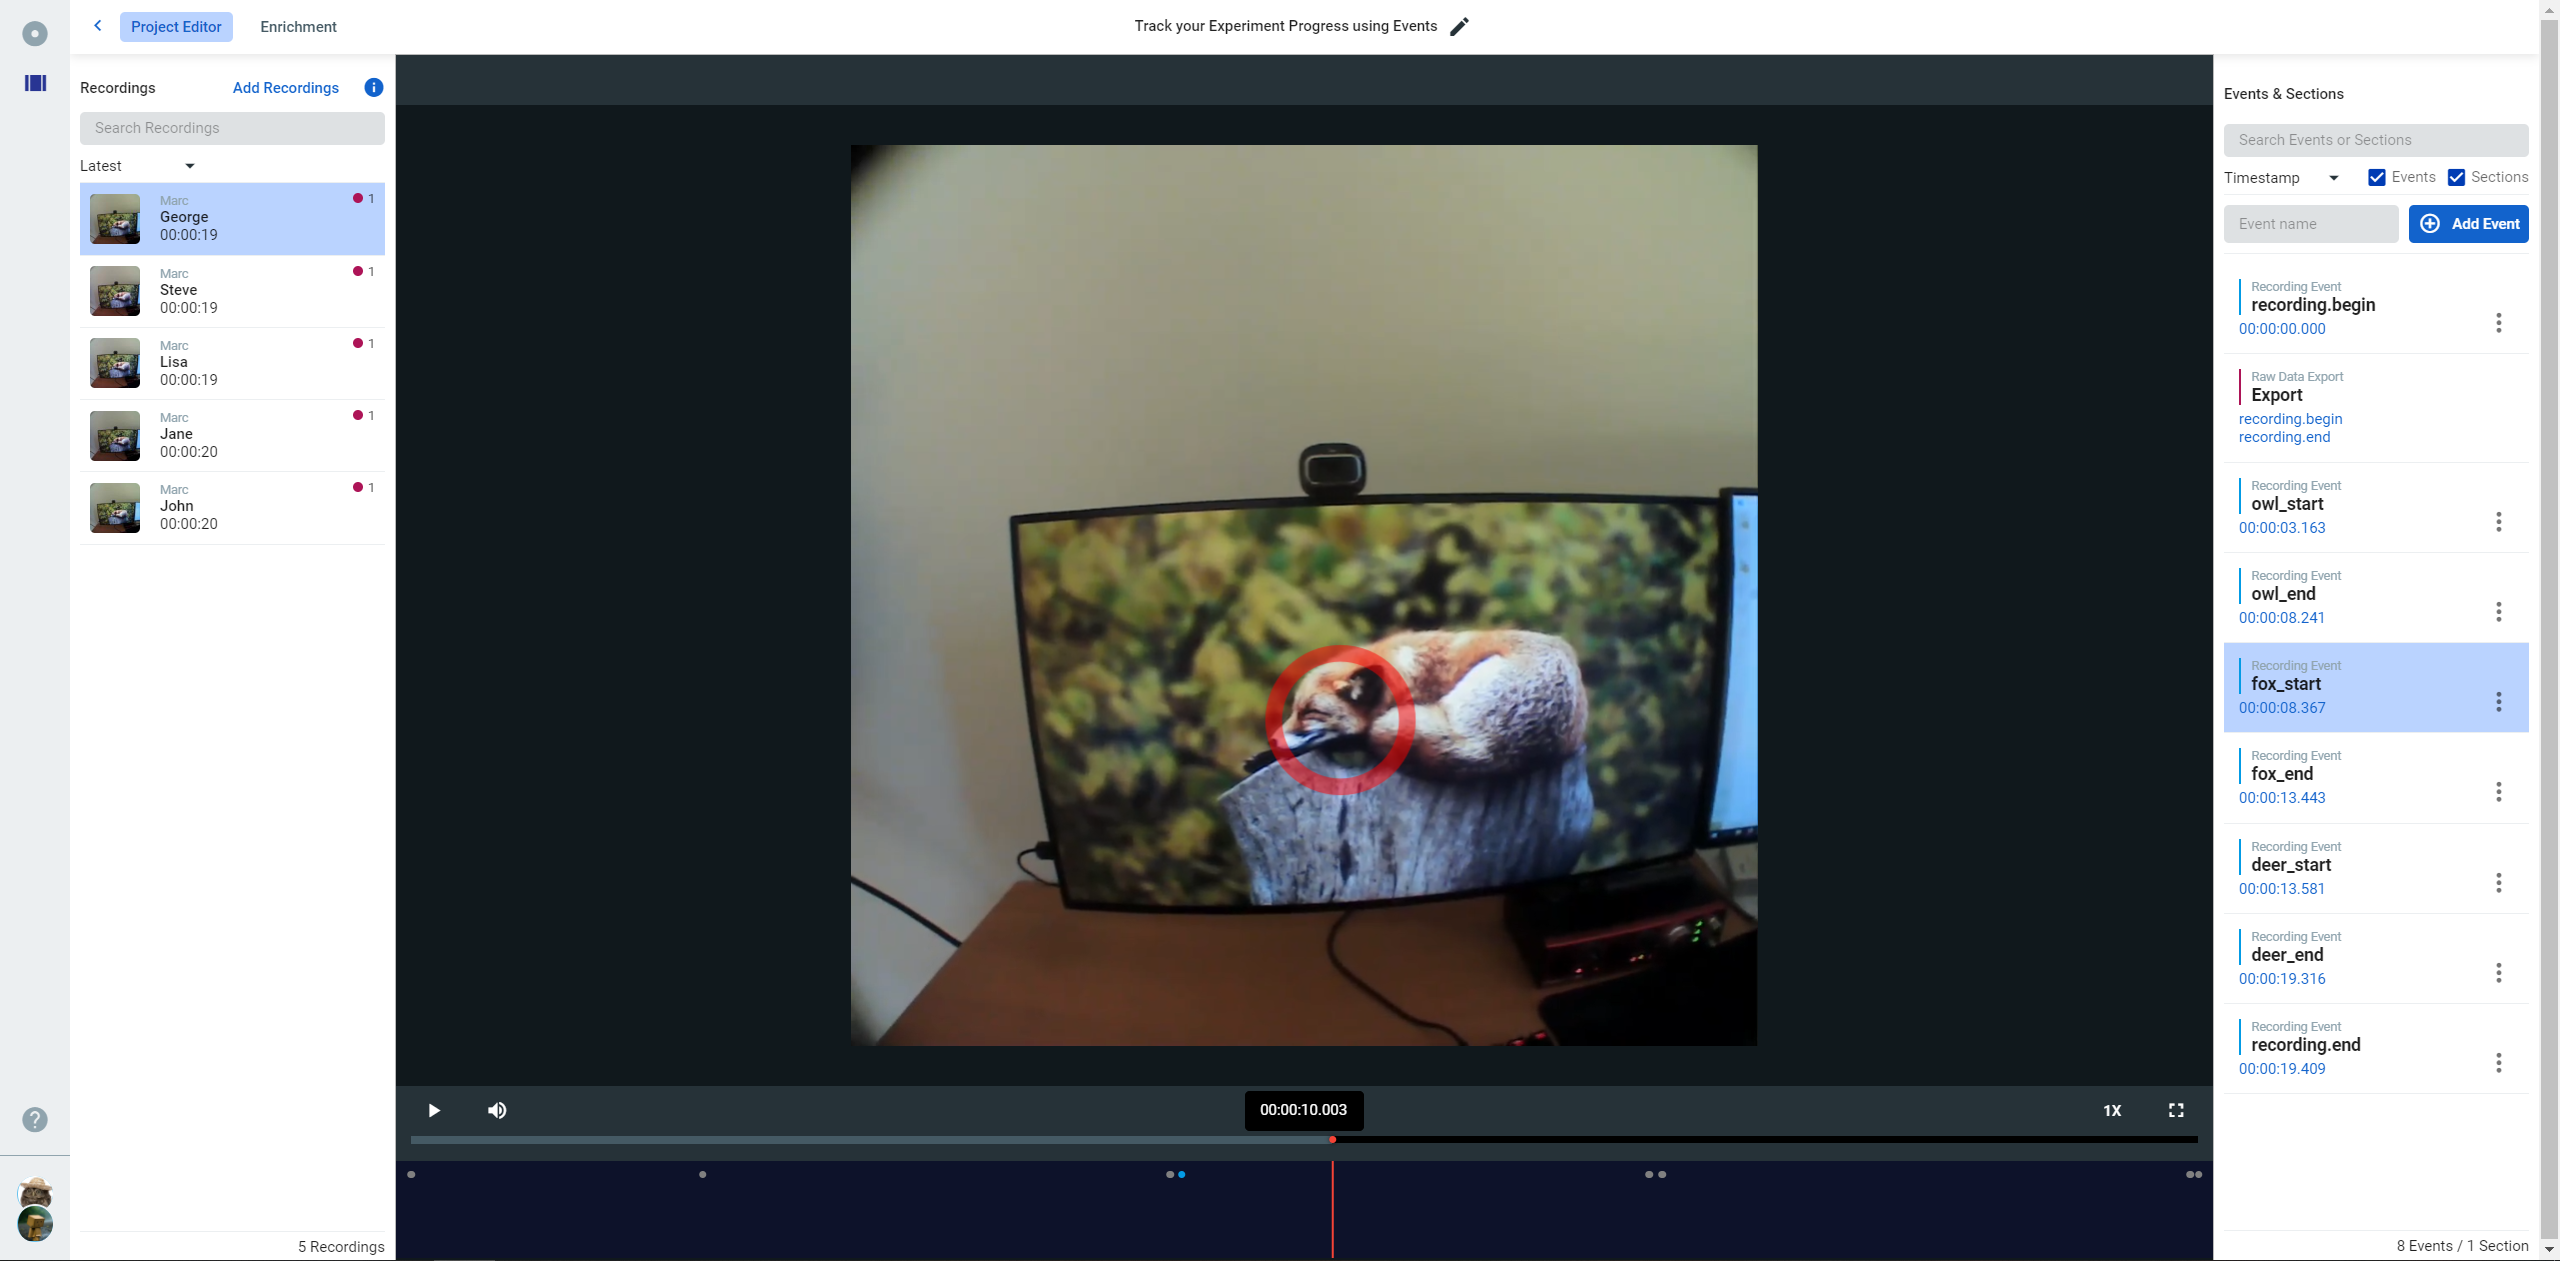 Project Editor
Enrichment
Track your Experiment Progress using Events
Recordings
Add Recordings
Search Recordings
Latest
Marc
George
00:00:19
1
Marc
Steve
00:00:19
1
Marc
Lisa
00:00:19
1
Marc
Jane
00:00:20
1
Marc
John
00:00:20
1
5 Recordings
00:00:10.003
1X
Events & Sections
Search Events or Sections
Timestamp
Events
Sections
Event name
Add Event
Recording Event
recording.begin
00:00:00.000
Raw Data Export
Export
recording.begin
recording.end
Recording Event
owl_start
00:00:03.163
Recording Event
owl_end
00:00:08.241
Recording Event
fox_start
00:00:08.367
Recording Event
fox_end
00:00:13.443
Recording Event
deer_start
00:00:13.581
Recording Event
deer_end
00:00:19.316
Recording Event
recording.end
00:00:19.409
8 Events / 1 Section